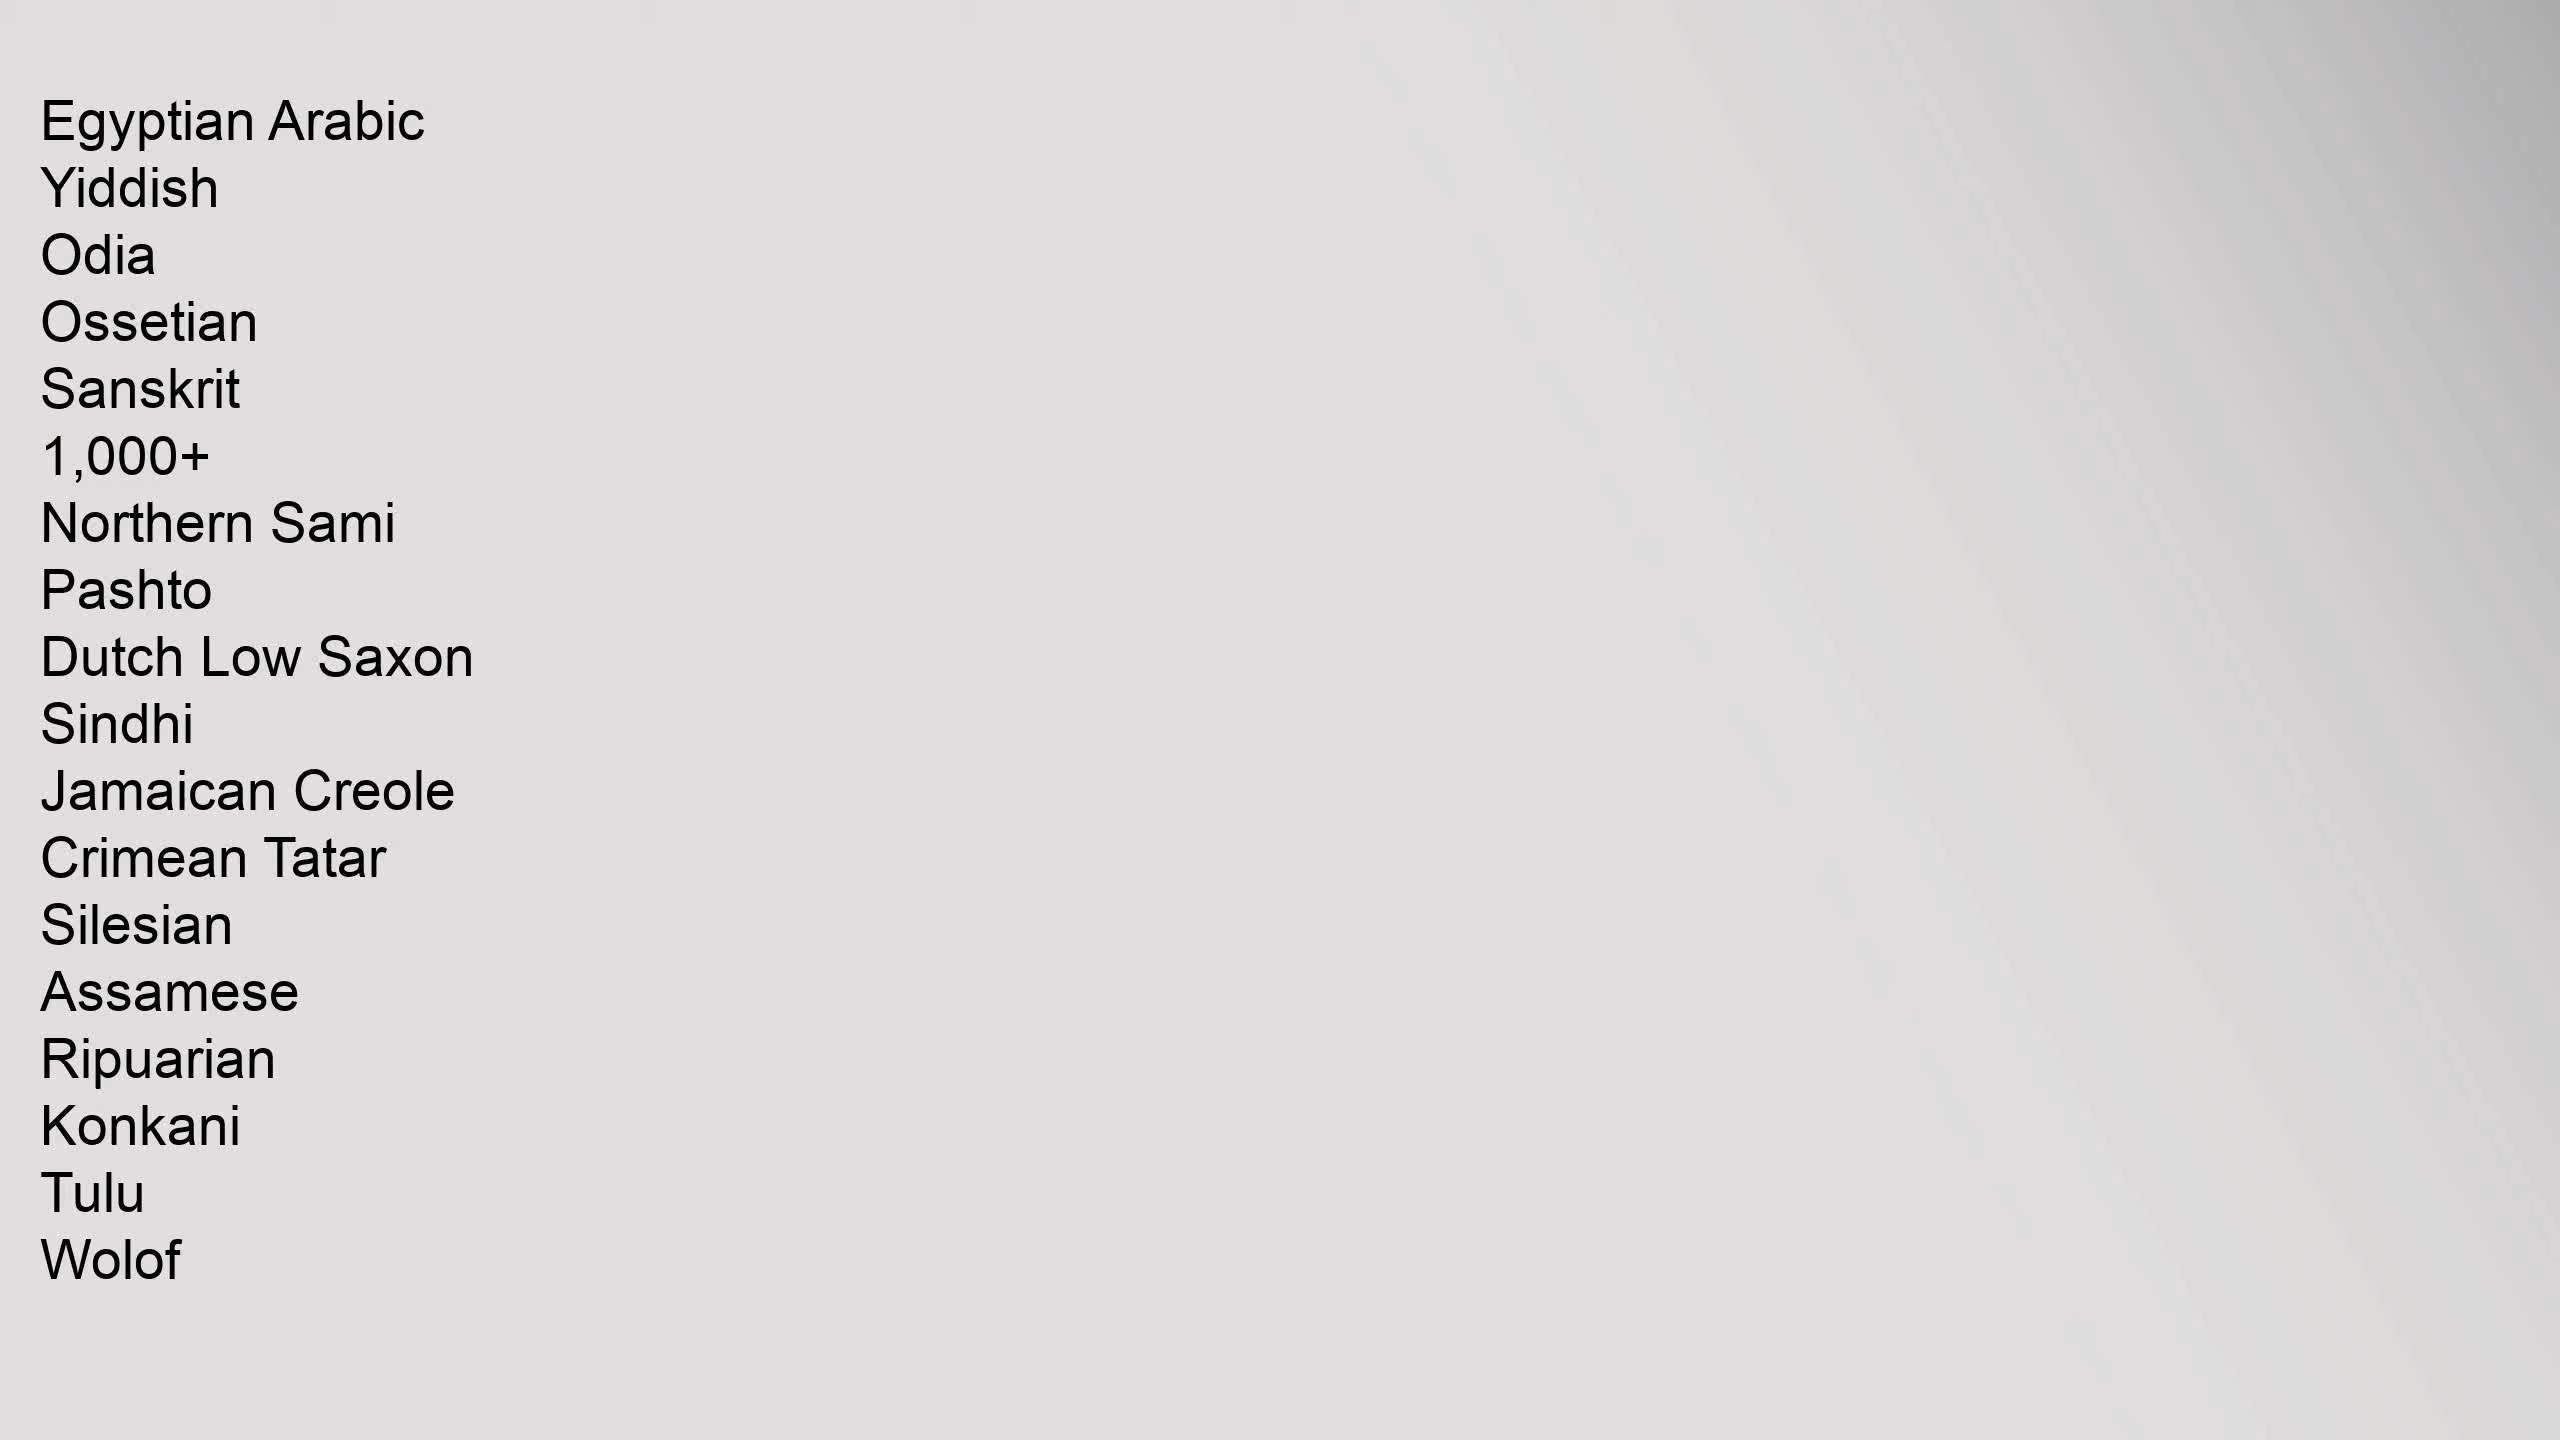 Egyptian Arabic
Yiddish
Odia
Ossetian
Sanskrit
1,000+
Northern Sami
Pashto
Dutch Low Saxon
Sindhi
Jamaican Creole
Crimean Tatar
Silesian
Assamese
Ripuarian
Konkani
Tulu
Wolof